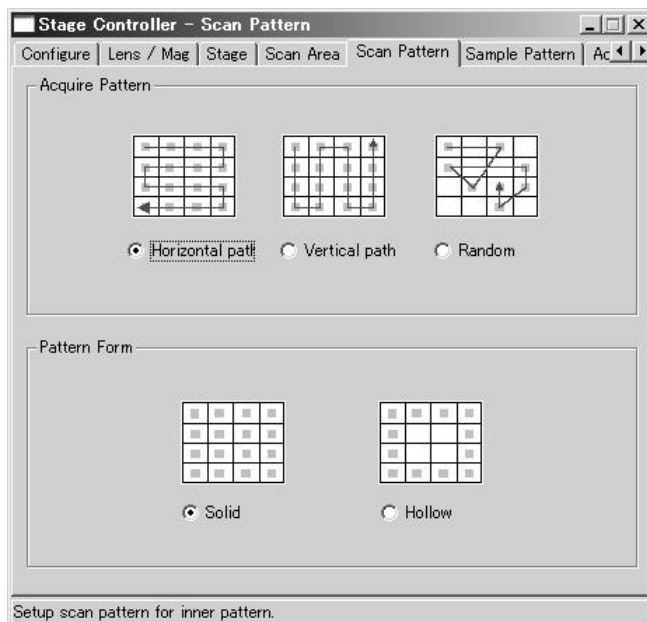 Stage Controller - Scan Pattern
Configure Lens / Mag Stage Scan Area Scan Pattern Sample Pattern Ac
Acquire Pattern
Horizontal path Vertical path Random
Pattern Form
Solid Hollow
Setup scan pattern for inner pattern.